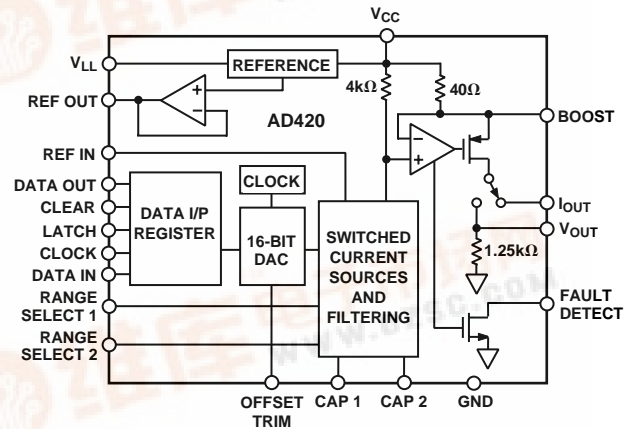 VCC
VLL
REFERENCE
4kΩ
40Ω
REF OUT
AD420
BOOST
REF IN
DATA OUT
CLOCK
CLEAR
DATA I/P
REGISTER
LATCH
16-BIT
DAC
SWITCHED
CURRENT
SOURCES
AND
FILTERING
IOUT
VOUT
CLOCK
1.25kΩ
DATA IN
RANGE
SELECT 1
FAULT
DETECT
RANGE
SELECT 2
OFFSET
TRIM
CAP 1
CAP 2
GND